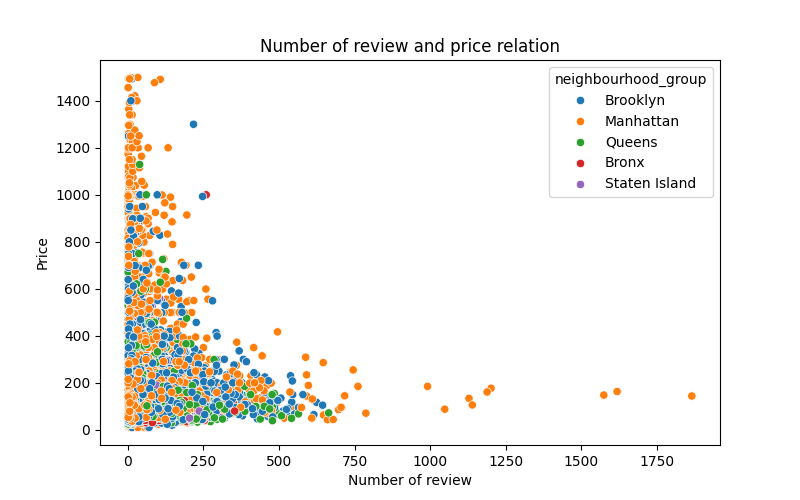 Number of review and price relation
neighbourhood_group
Brooklyn
Manhattan
Queens
Bronx
Staten Island
Price
1400
1200
1000
800
600
400
200
0
0 250 500 750 1000 1250 1500 1750
Number of review